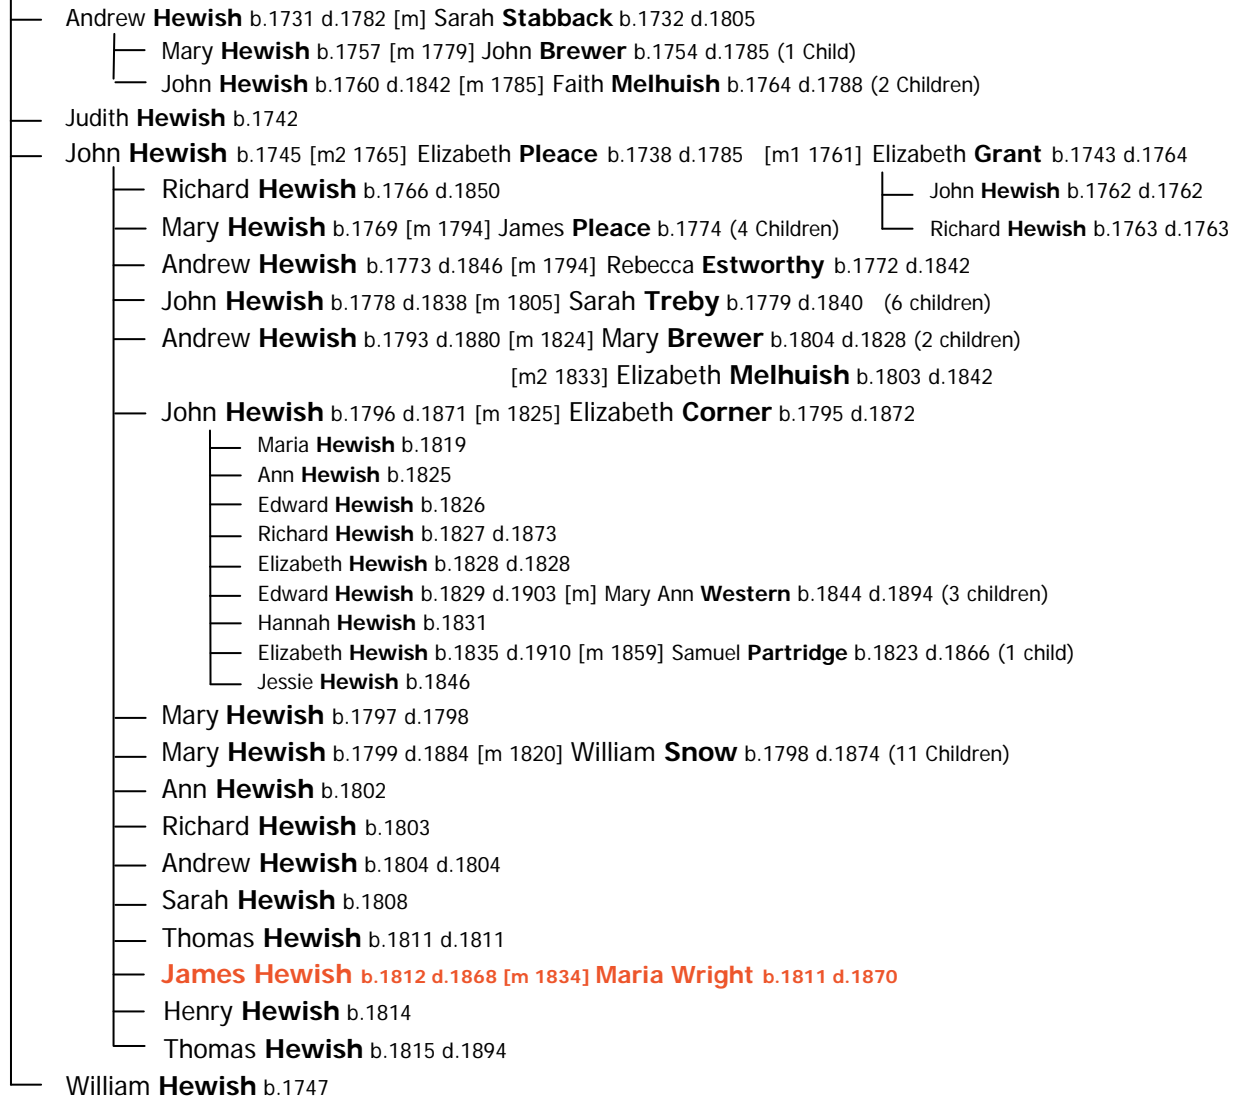 Andrew Hewish b.1731 d.1782 [m] Sarah Stabback b.1732 d.1805
Mary Hewish b.1757 [m 1779] John Brewer b.1754 d.1785 (1 Child)
John Hewish b.1760 d.1842 [m 1785] Faith Melhuish b.1764 d.1788 (2 Children)
Judith Hewish b.1742
John Hewish b.1745 [m2 1765] Elizabeth Pleace b.1738 d.1785 [m1 1761] Elizabeth Grant b.1743 d.1764
Richard Hewish b.1766 d.1850
John Hewish b.1762 d.1762
Mary Hewish b.1769 [m 1794] James Pleace b.1774 (4 Children)
Richard Hewish b.1763 d.1763
Andrew Hewish b.1773 d.1846 [m 1794] Rebecca Estworthy b.1772 d.1842
John Hewish b.1778 d.1838 [m 1805] Sarah Treby b.1779 d.1840 (6 children)
Andrew Hewish b.1793 d.1880 [m 1824] Mary Brewer b.1804 d.1828 (2 children)
[m2 1833] Elizabeth Melhuish b.1803 d.1842
John Hewish b.1796 d.1871 [m 1825] Elizabeth Corner b.1795 d.1872
Maria Hewish b.1819
Ann Hewish b.1825
Edward Hewish b.1826
Richard Hewish b.1827 d.1873
Elizabeth Hewish b.1828 d.1828
Edward Hewish b.1829 d.1903 [m] Mary Ann Western b.1844 d.1894 (3 children)
Hannah Hewish b.1831
Elizabeth Hewish b.1835 d.1910 [m 1859] Samuel Partridge b.1823 d.1866 (1 child)
Jessie Hewish b.1846
Mary Hewish b.1797 d.1798
Mary Hewish b.1799 d.1884 [m 1820] William Snow b.1798 d.1874 (11 Children)
Ann Hewish b.1802
Richard Hewish b.1803
Andrew Hewish b.1804 d.1804
Sarah Hewish b.1808
Thomas Hewish b.1811 d.1811
James Hewish b.1812 d.1868 [m 1834] Maria Wright b.1811 d.1870
Henry Hewish b.1814
Thomas Hewish b.1815 d.1894
William Hewish b.1747